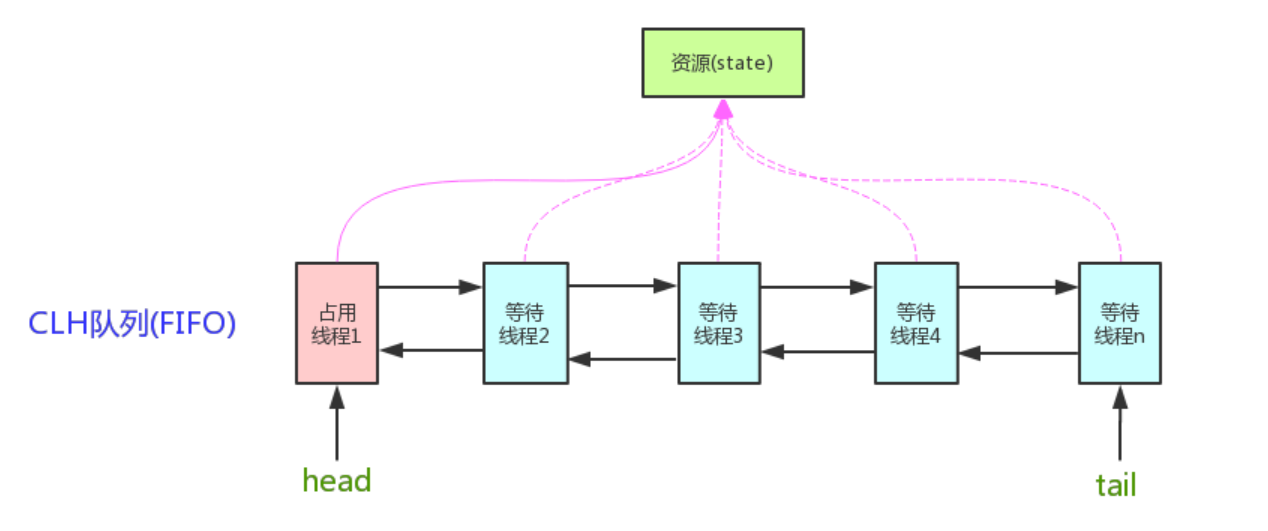 资源(state)
CLH队列(FIFO)
占用
线程1
等待
线程2
等待
线程3
等待
线程4
等待
线程n
head
tail